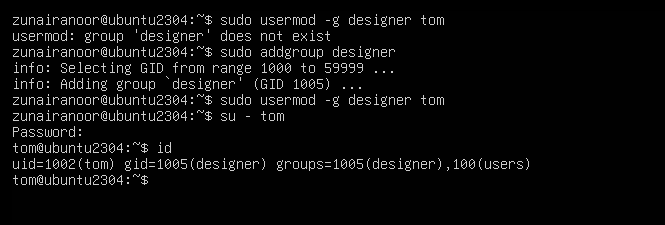 zunairanoor@ubuntu2304:~$ sudo usermod -g designer tom
usermod: group 'designer' does not exist
zunairanoor@ubuntu2304:~$ sudo addgroup designer
info: Selecting GID from range 1000 to 59999 ...
info: Adding group `designer' (GID 1005) ...
zunairanoor@ubuntu2304:~$ sudo usermod -g designer tom
zunairanoor@ubuntu2304:~$ su - tom
Password:
tom@ubuntu2304:~$ id
uid=1002(tom) gid=1005(designer) groups=1005(designer),100(users)
tom@ubuntu2304:~$